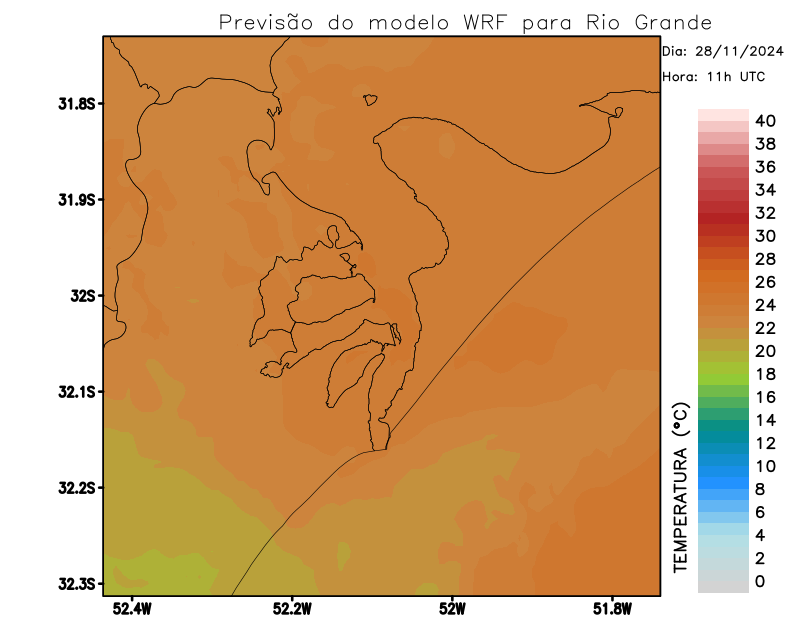 Previsão do modelo WRF para Rio Grande
Dia: 28/11/2024
Hora: 11h UTC
31.8S
31.9S
32S
32.1S
32.2S
32.3S
52.4W
52.2W
52W
51.8W
40
38
36
34
32
30
28
26
24
22
20
18
16
14
12
10
8
6
4
2
0
TEMPERATURA (°C)